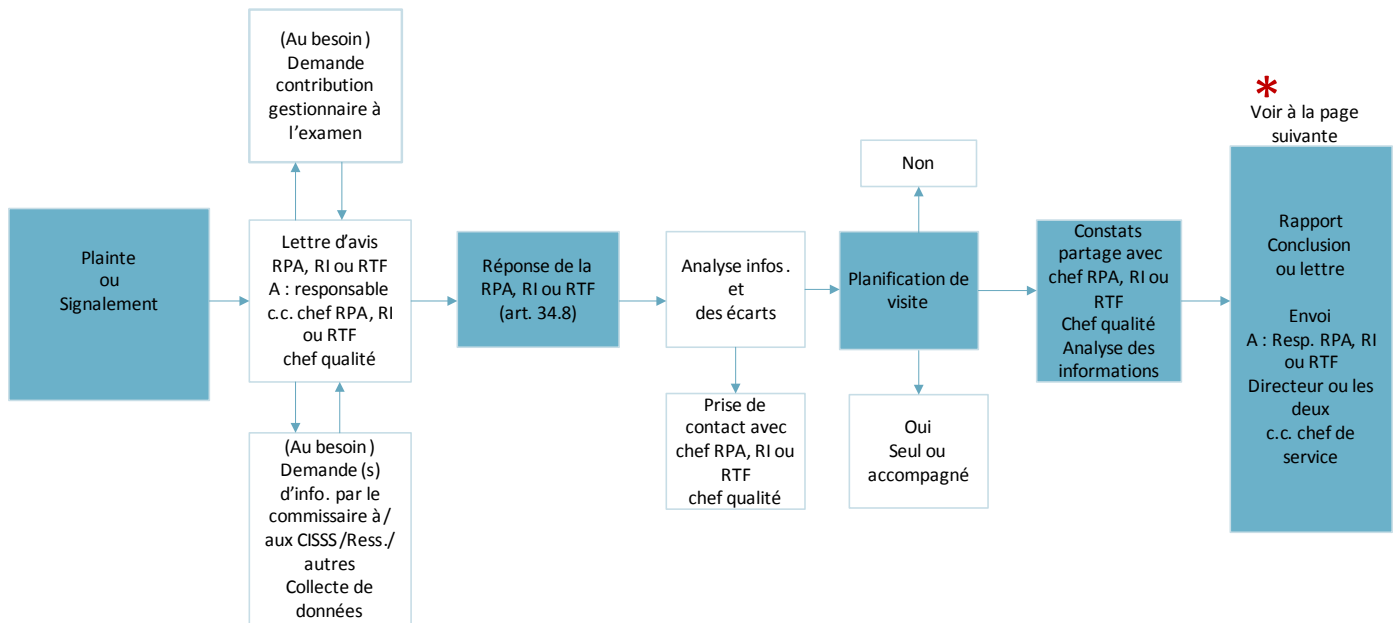 (Au besoin)
Demande
contribution
gestionnaire à
l'examen
*
Voir à la page
suivante
Non
Plainte
ou
Signalement
Lettre d'avis
RPA, RI ou RTF
A : responsable
c.c. chef RPA, RI
ou RTF
chef qualité
Réponse de la
RPA, RI ou RTF
(art. 34.8)
Analyse infos.
et
des écarts
Planification de
visite
Constats
partage avec
chef RPA, RI ou
RTF
Chef qualité
Analyse des
informations
Rapport
Conclusion
ou lettre
Envoi
A : Resp. RPA, RI
ou RTF
Directeur ou les
deux
c.c. chef de
service
(Au besoin)
Demande(s)
d'info. par le
commissaire à/
aux CISSS/Ress./
autres
Collecte de
données
Prise de
contact avec
chef RPA, RI ou
RTF
chef qualité
Oui
Seul ou
accompagné